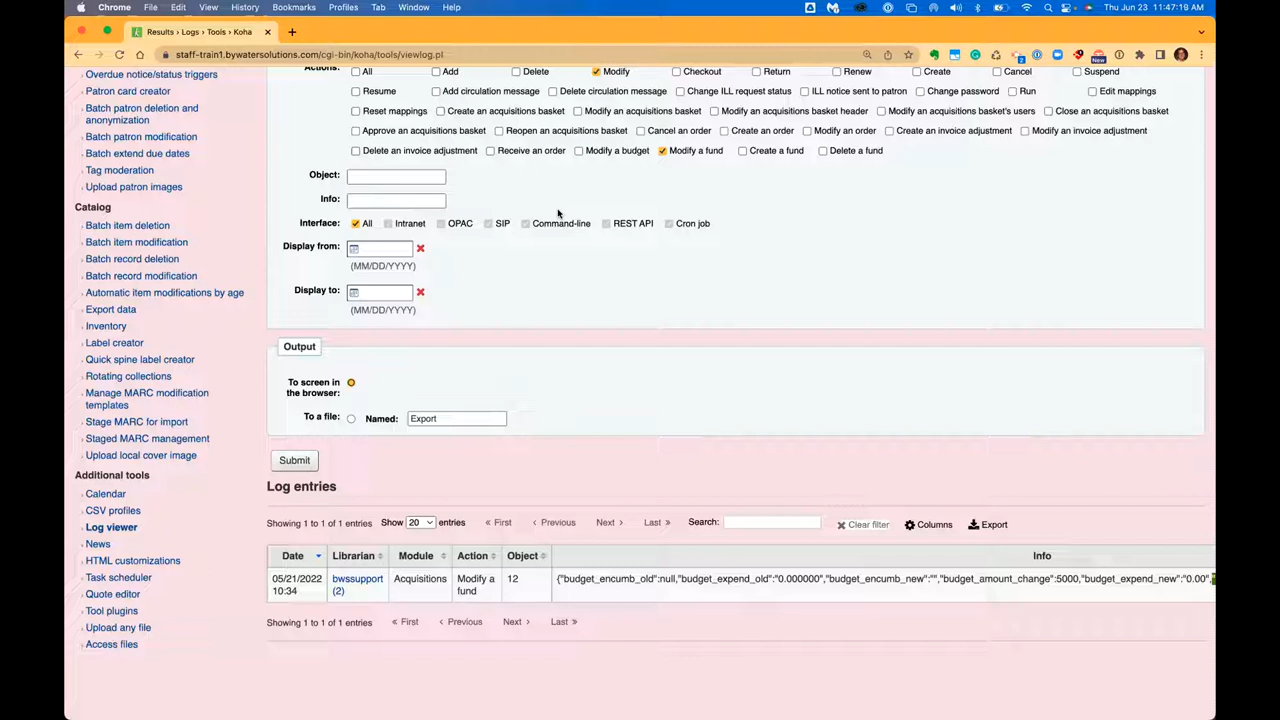 Chrome File Edit View History Bookmarks Profiles Tab Window Help Thu Jun 23 11:47:19 AM
Results › Logs › Tools › Koha
staff-train1.bywatersolutions.com/cgi-bin/koha/tools/viewlog.pl
New
Overdue notice/status triggers
Patron card creator
Batch patron deletion and
anonymization
Batch patron modification
Batch extend due dates
Tag moderation
Upload patron images
Catalog
Batch item deletion
Batch item modification
Batch record deletion
Batch record modification
Automatic item modifications by age
Export data
Inventory
Label creator
Quick spine label creator
Rotating collections
Manage MARC modification
templates
Stage MARC for import
Staged MARC management
Upload local cover image
Additional tools
Calendar
CSV profiles
Log viewer
News
HTML customizations
Task scheduler
Quote editor
Tool plugins
Upload any file
Access files
Actions: All Add Delete Modify Checkout Return Renew Create Cancel Suspend
Resume Add circulation message Delete circulation message Change ILL request status ILL notice sent to patron Change password Run Edit mappings
Reset mappings Create an acquisitions basket Modify an acquisitions basket Modify an acquisitions basket header Modify an acquisitions basket's users Close an acquisitions basket
Approve an acquisitions basket Reopen an acquisitions basket Cancel an order Create an order Modify an order Create an invoice adjustment Modify an invoice adjustment
Delete an invoice adjustment Receive an order Modify a budget Modify a fund Create a fund Delete a fund
Object:
Info:
Interface: All Intranet OPAC SIP Command-line REST API Cron job
Display from:
(MM/DD/YYYY)
Display to:
(MM/DD/YYYY)
Output
To screen in
the browser:
To a file: Named: Export
Submit
Log entries
Showing 1 to 1 of 1 entries Show 20 entries « First ‹ Previous Next › Last » Search: Clear filter Columns Export
Date Librarian Module Action Object Info
05/21/2022 bwssupport Acquisitions Modify a 12 {"budget_encumb_old":null,"budget_expend_old":"0.000000","budget_encumb_new":"","budget_amount_change":5000,"budget_expend_new":"0.00",
10:34 (2) fund
Showing 1 to 1 of 1 entries « First ‹ Previous Next › Last »